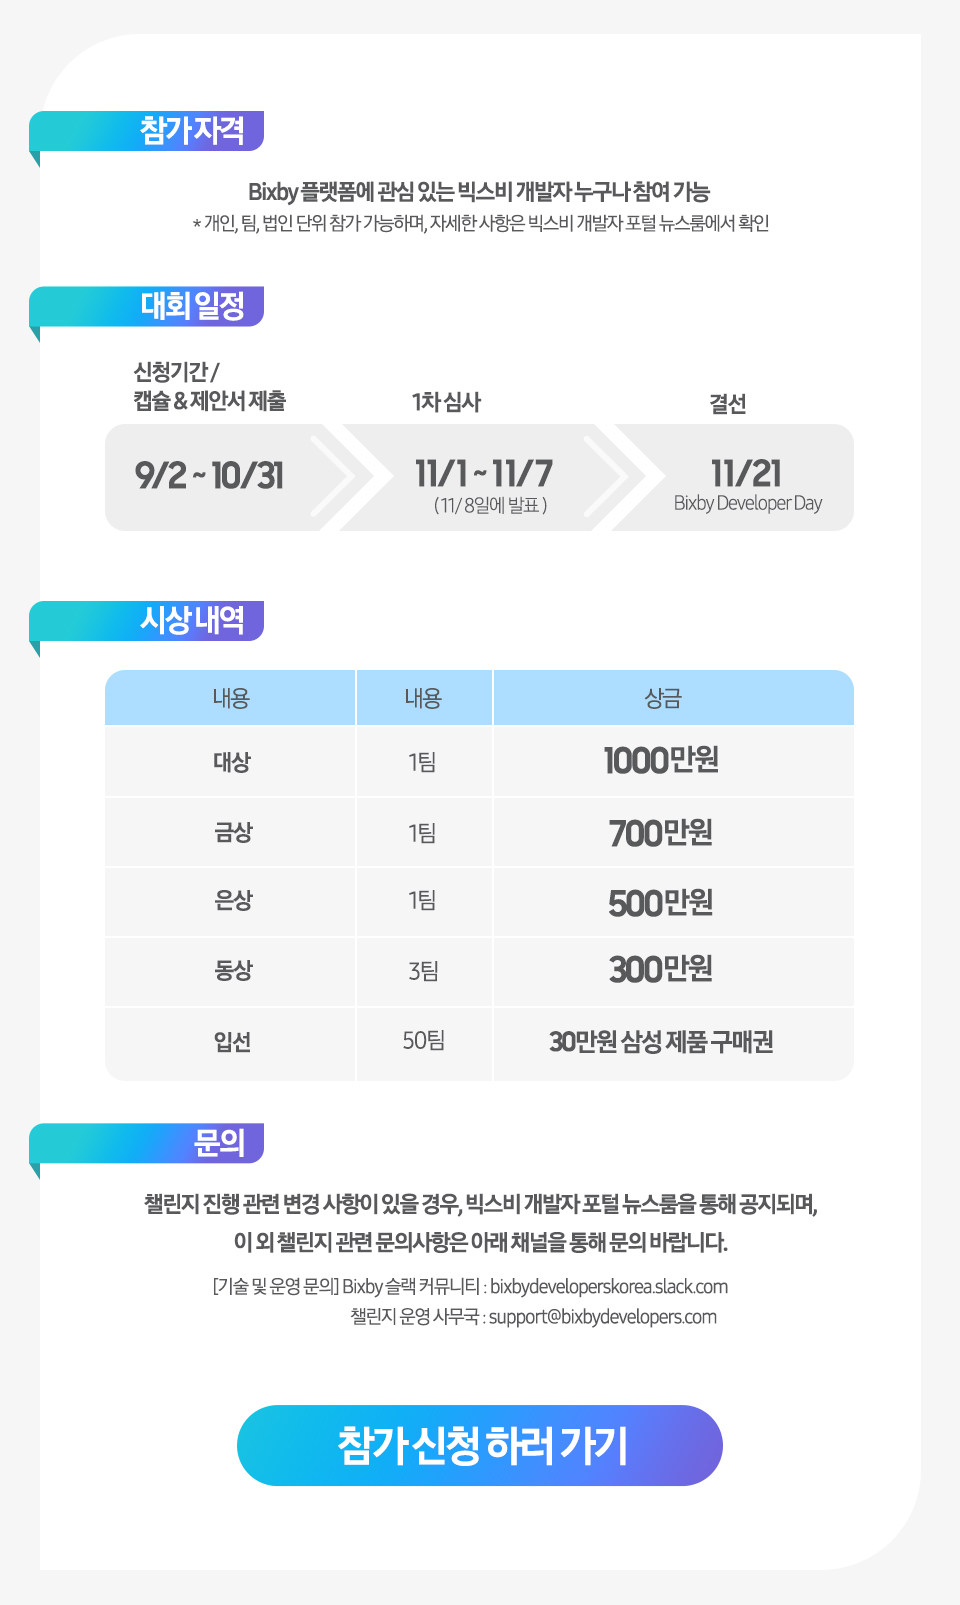 참가 자격
Bixby 플랫폼에 관심 있는 빅스비 개발자 누구나 참여 가능
* 개인, 팀, 법인 단위 참가 가능하며, 자세한 사항은 빅스비 개발자 포털 뉴스룸에서 확인
대회 일정
신청기간 /
캡슐 & 제안서 제출
9/2 ~ 10/31
1차 심사
11/1 ~ 11/7
( 11/ 8일에 발표 )
결선
11/21
Bixby Developer Day
시상 내역
내용 내용 상금
대상 1팀 1000만원
금상 1팀 700만원
은상 1팀 500만원
동상 3팀 300만원
입선 50팀 30만원 삼성 제품 구매권
문의
챌린지 진행 관련 변경 사항이 있을 경우, 빅스비 개발자 포털 뉴스룸을 통해 공지되며,
이 외 챌린지 관련 문의사항은 아래 채널을 통해 문의 바랍니다.
[기술 및 운영 문의] Bixby 슬랙 커뮤니티 : bixbydeveloperskorea.slack.com
챌린지 운영 사무국 : support@bixbydevelopers.com
참가 신청 하러 가기